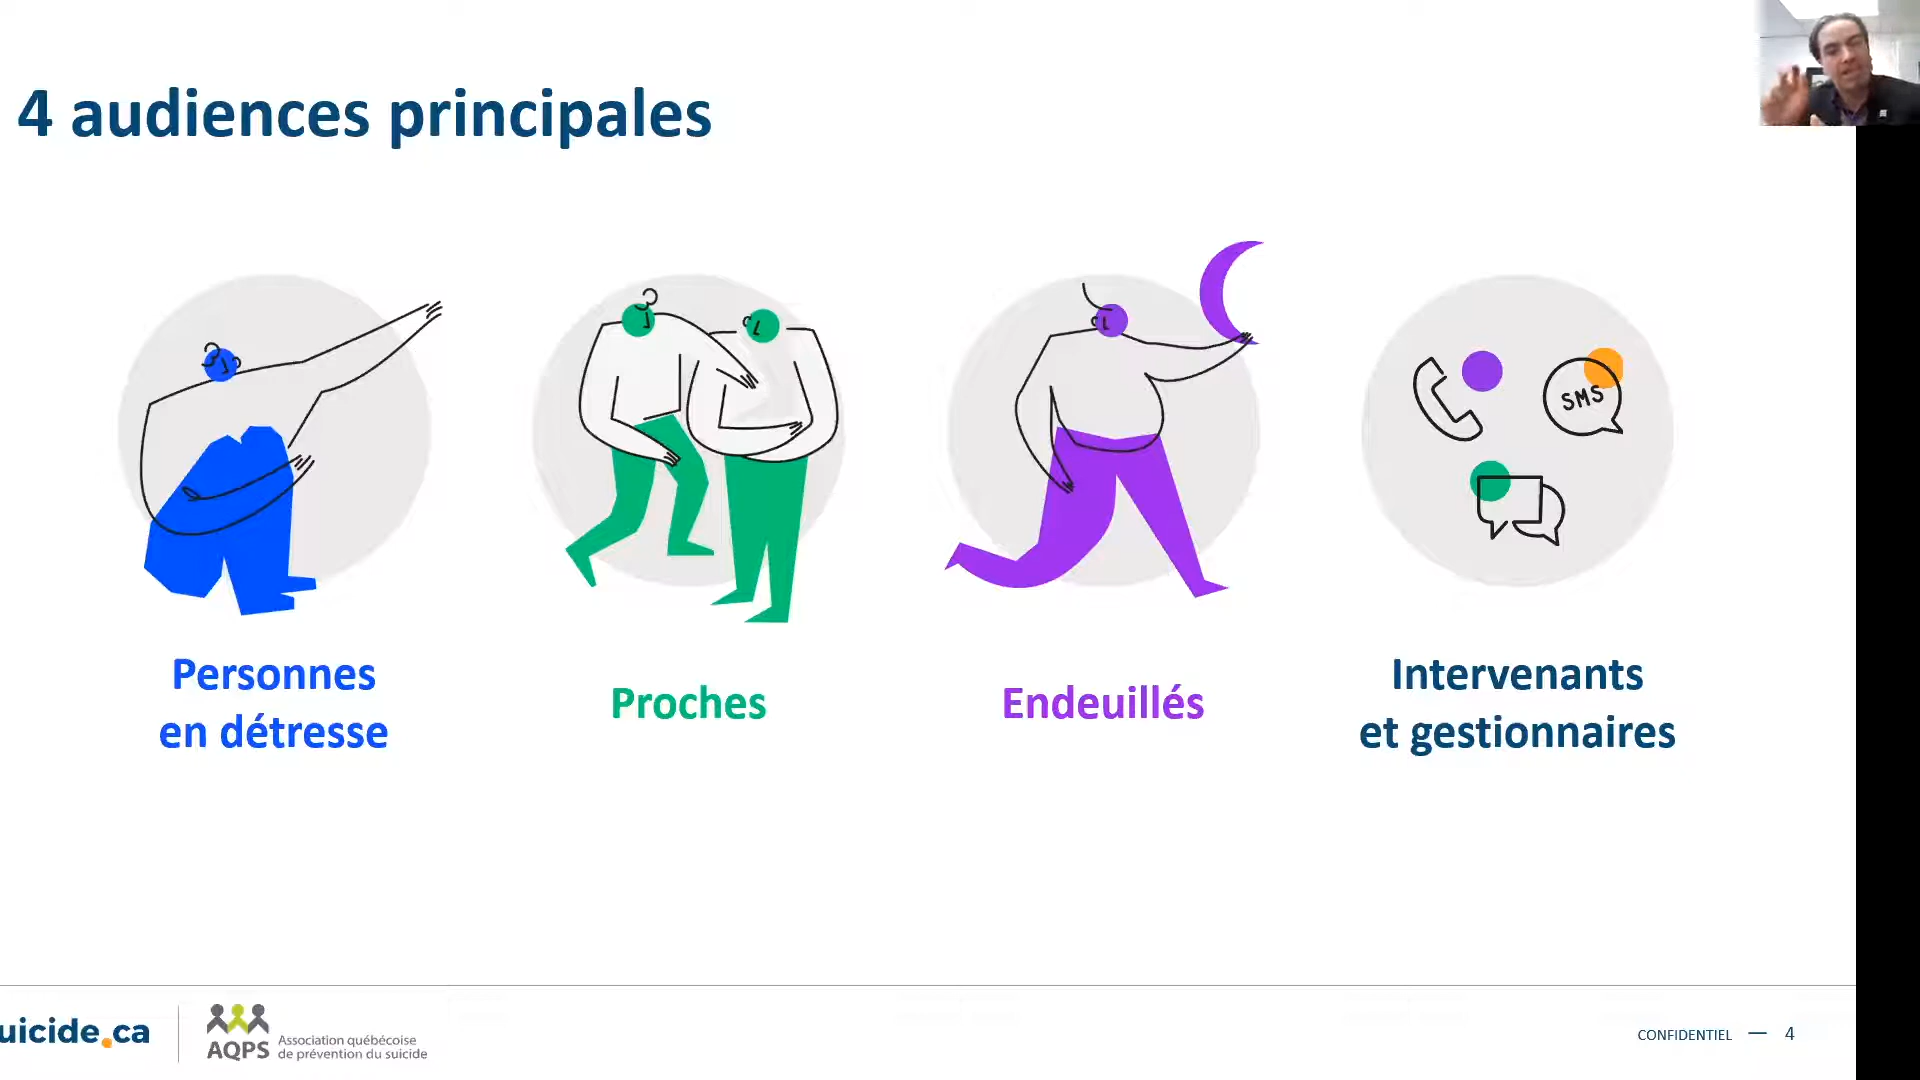 4 audiences principales
SMS
Personnes
en détresse
Proches
Endeuillés
Intervenants
et gestionnaires
uicide.ca
AQPS
Association québécoise
de prévention du suicide
CONFIDENTIEL — 4